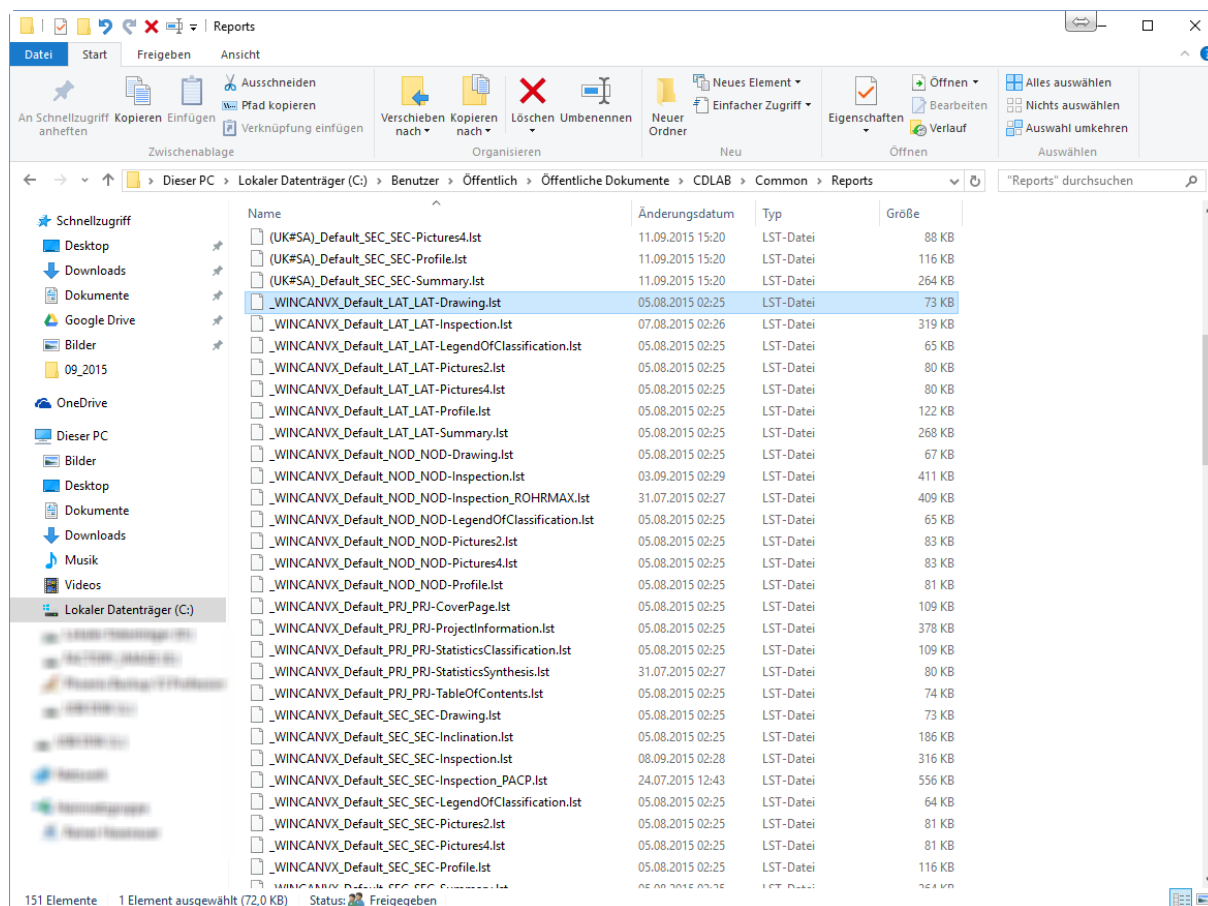 Reports
Datei Start Freigeben Ansicht
An Schnellzugriff anheften
Kopieren
Einfügen
Ausschneiden
Pfad kopieren
Verknüpfung einfügen
Zwischenablage
Verschieben nach
Kopieren nach
Löschen
Umbenennen
Organisieren
Neuer Ordner
Neues Element
Einfacher Zugriff
Neu
Eigenschaften
Öffnen
Bearbeiten
Verlauf
Öffnen
Alles auswählen
Nichts auswählen
Auswahl umkehren
Auswählen
Dieser PC > Lokaler Datenträger (C:) > Benutzer > Öffentlich > Öffentliche Dokumente > CDLAB > Common > Reports
"Reports" durchsuchen
Schnellzugriff
Desktop
Downloads
Dokumente
Google Drive
Bilder
09_2015
OneDrive
Dieser PC
Bilder
Desktop
Dokumente
Downloads
Musik
Videos
Lokaler Datenträger (C:)
Name Änderungsdatum Typ Größe
(UK#SA)_Default_SEC_SEC-Pictures4.lst 11.09.2015 15:20 LST-Datei 88 KB
(UK#SA)_Default_SEC_SEC-Profile.lst 11.09.2015 15:20 LST-Datei 116 KB
(UK#SA)_Default_SEC_SEC-Summary.lst 11.09.2015 15:20 LST-Datei 264 KB
_WINCANVX_Default_LAT_LAT-Drawing.lst 05.08.2015 02:25 LST-Datei 73 KB
_WINCANVX_Default_LAT_LAT-Inspection.lst 07.08.2015 02:26 LST-Datei 319 KB
_WINCANVX_Default_LAT_LAT-LegendOfClassification.lst 05.08.2015 02:25 LST-Datei 65 KB
_WINCANVX_Default_LAT_LAT-Pictures2.lst 05.08.2015 02:25 LST-Datei 80 KB
_WINCANVX_Default_LAT_LAT-Pictures4.lst 05.08.2015 02:25 LST-Datei 80 KB
_WINCANVX_Default_LAT_LAT-Profile.lst 05.08.2015 02:25 LST-Datei 122 KB
_WINCANVX_Default_LAT_LAT-Summary.lst 05.08.2015 02:25 LST-Datei 268 KB
_WINCANVX_Default_NOD_NOD-Drawing.lst 05.08.2015 02:25 LST-Datei 67 KB
_WINCANVX_Default_NOD_NOD-Inspection.lst 03.09.2015 02:29 LST-Datei 411 KB
_WINCANVX_Default_NOD_NOD-Inspection_ROHRMAX.lst 31.07.2015 02:27 LST-Datei 409 KB
_WINCANVX_Default_NOD_NOD-LegendOfClassification.lst 05.08.2015 02:25 LST-Datei 65 KB
_WINCANVX_Default_NOD_NOD-Pictures2.lst 05.08.2015 02:25 LST-Datei 83 KB
_WINCANVX_Default_NOD_NOD-Pictures4.lst 05.08.2015 02:25 LST-Datei 83 KB
_WINCANVX_Default_NOD_NOD-Profile.lst 05.08.2015 02:25 LST-Datei 81 KB
_WINCANVX_Default_PRJ_PRJ-CoverPage.lst 05.08.2015 02:25 LST-Datei 109 KB
_WINCANVX_Default_PRJ_PRJ-ProjectInformation.lst 05.08.2015 02:25 LST-Datei 378 KB
_WINCANVX_Default_PRJ_PRJ-StatisticsClassification.lst 05.08.2015 02:25 LST-Datei 109 KB
_WINCANVX_Default_PRJ_PRJ-StatisticsSynthesis.lst 31.07.2015 02:27 LST-Datei 80 KB
_WINCANVX_Default_PRJ_PRJ-TableOfContents.lst 05.08.2015 02:25 LST-Datei 74 KB
_WINCANVX_Default_SEC_SEC-Drawing.lst 05.08.2015 02:25 LST-Datei 73 KB
_WINCANVX_Default_SEC_SEC-Inclination.lst 05.08.2015 02:25 LST-Datei 186 KB
_WINCANVX_Default_SEC_SEC-Inspection.lst 08.09.2015 02:28 LST-Datei 316 KB
_WINCANVX_Default_SEC_SEC-Inspection_PACP.lst 24.07.2015 12:43 LST-Datei 556 KB
_WINCANVX_Default_SEC_SEC-LegendOfClassification.lst 05.08.2015 02:25 LST-Datei 64 KB
_WINCANVX_Default_SEC_SEC-Pictures2.lst 05.08.2015 02:25 LST-Datei 81 KB
_WINCANVX_Default_SEC_SEC-Pictures4.lst 05.08.2015 02:25 LST-Datei 81 KB
_WINCANVX_Default_SEC_SEC-Profile.lst 05.08.2015 02:25 LST-Datei 116 KB
151 Elemente 1 Element ausgewählt (72,0 KB) Status: Freigegeben